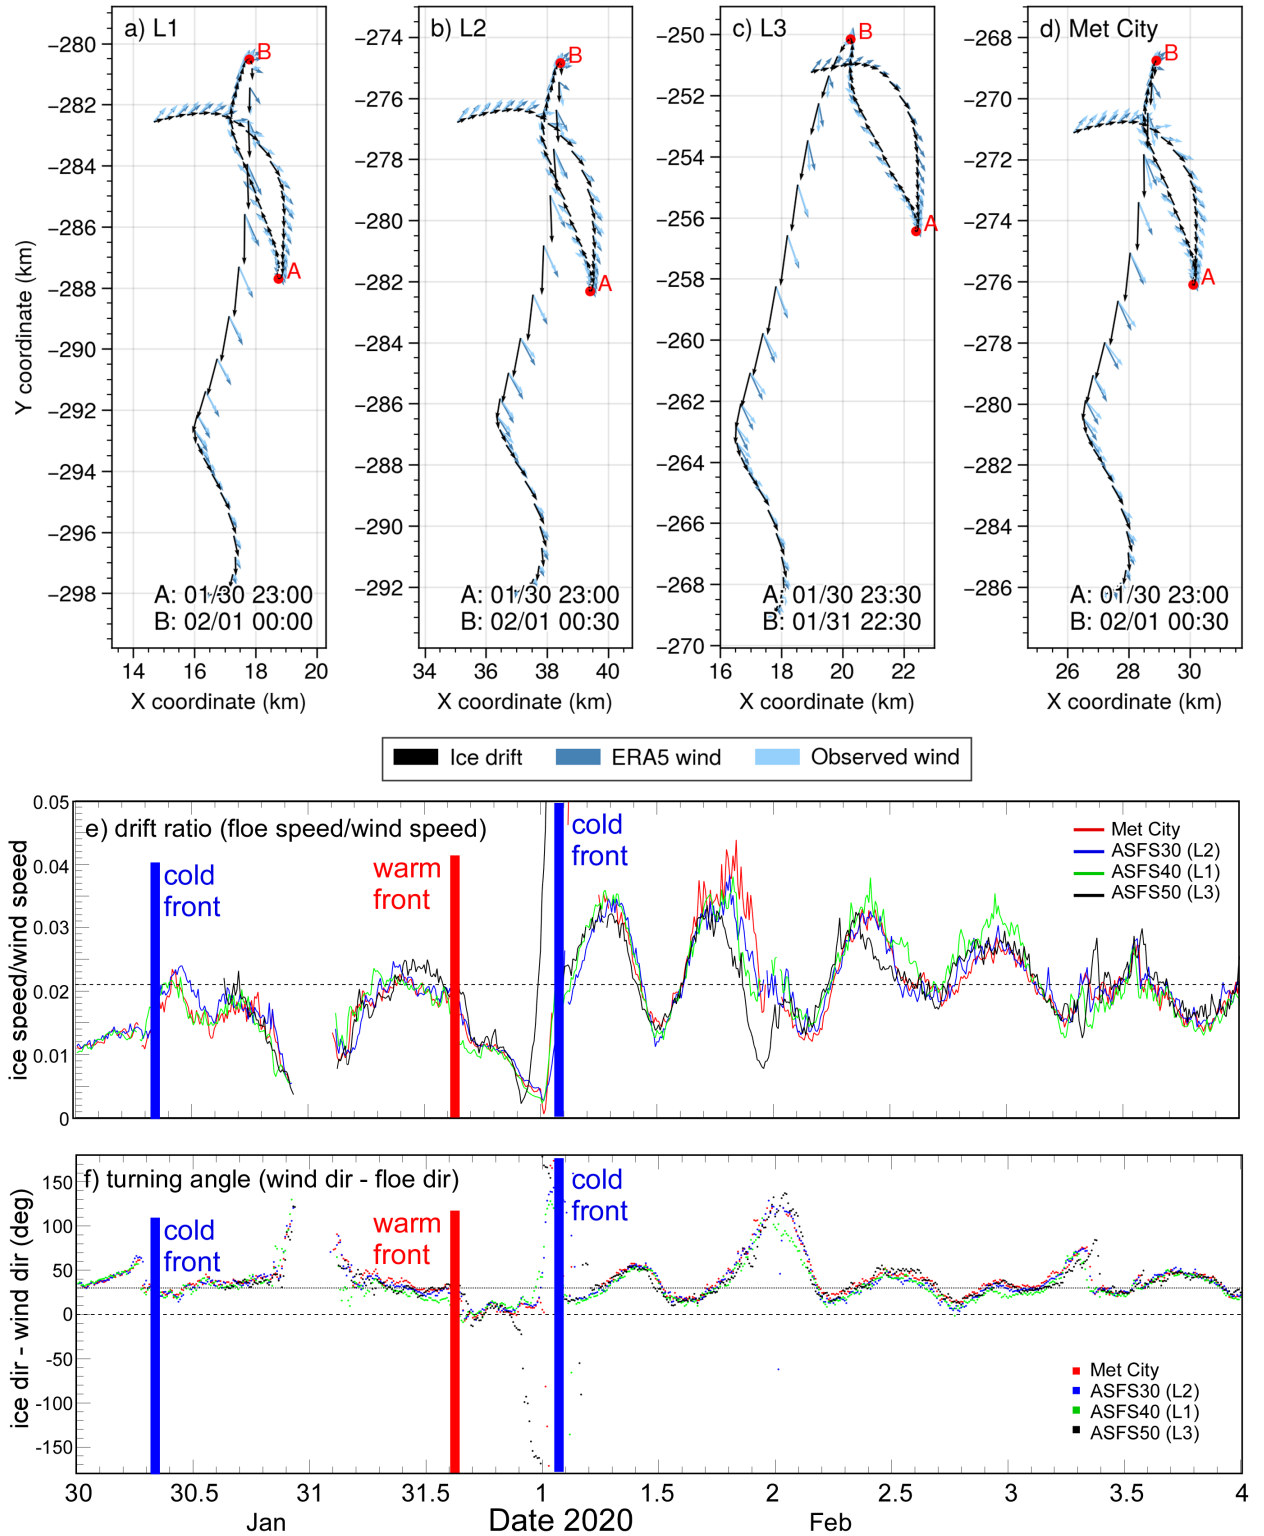 a) L1
B
A
A: 01/30 23:00
B: 02/01 00:00
−280
−282
−284
−286
−288
−290
−292
−294
−296
−298
14
16
18
20
Y coordinate (km)
X coordinate (km)
b) L2
B
A
A: 01/30 23:00
B: 02/01 00:30
−274
−276
−278
−280
−282
−284
−286
−288
−290
−292
34
36
38
40
X coordinate (km)
c) L3
B
A
A: 01/30 23:30
B: 01/31 22:30
−250
−252
−254
−256
−258
−260
−262
−264
−266
−268
−270
16
18
20
22
X coordinate (km)
d) Met City
B
A
A: 01/30 23:00
B: 02/01 00:30
−268
−270
−272
−274
−276
−278
−280
−282
−284
−286
26
28
30
X coordinate (km)
Ice drift
ERA5 wind
Observed wind
e) drift ratio (floe speed/wind speed)
cold
front
warm
front
cold
front
Met City
ASFS30 (L2)
ASFS40 (L1)
ASFS50 (L3)
0.05
0.04
0.03
0.02
0.01
0
ice speed/wind speed
f) turning angle (wind dir - floe dir)
cold
front
warm
front
cold
front
Met City
ASFS30 (L2)
ASFS40 (L1)
ASFS50 (L3)
150
100
50
0
-50
-100
-150
ice dir - wind dir (deg)
30
30.5
31
31.5
1
1.5
2
2.5
3
3.5
4
Jan
Date 2020
Feb